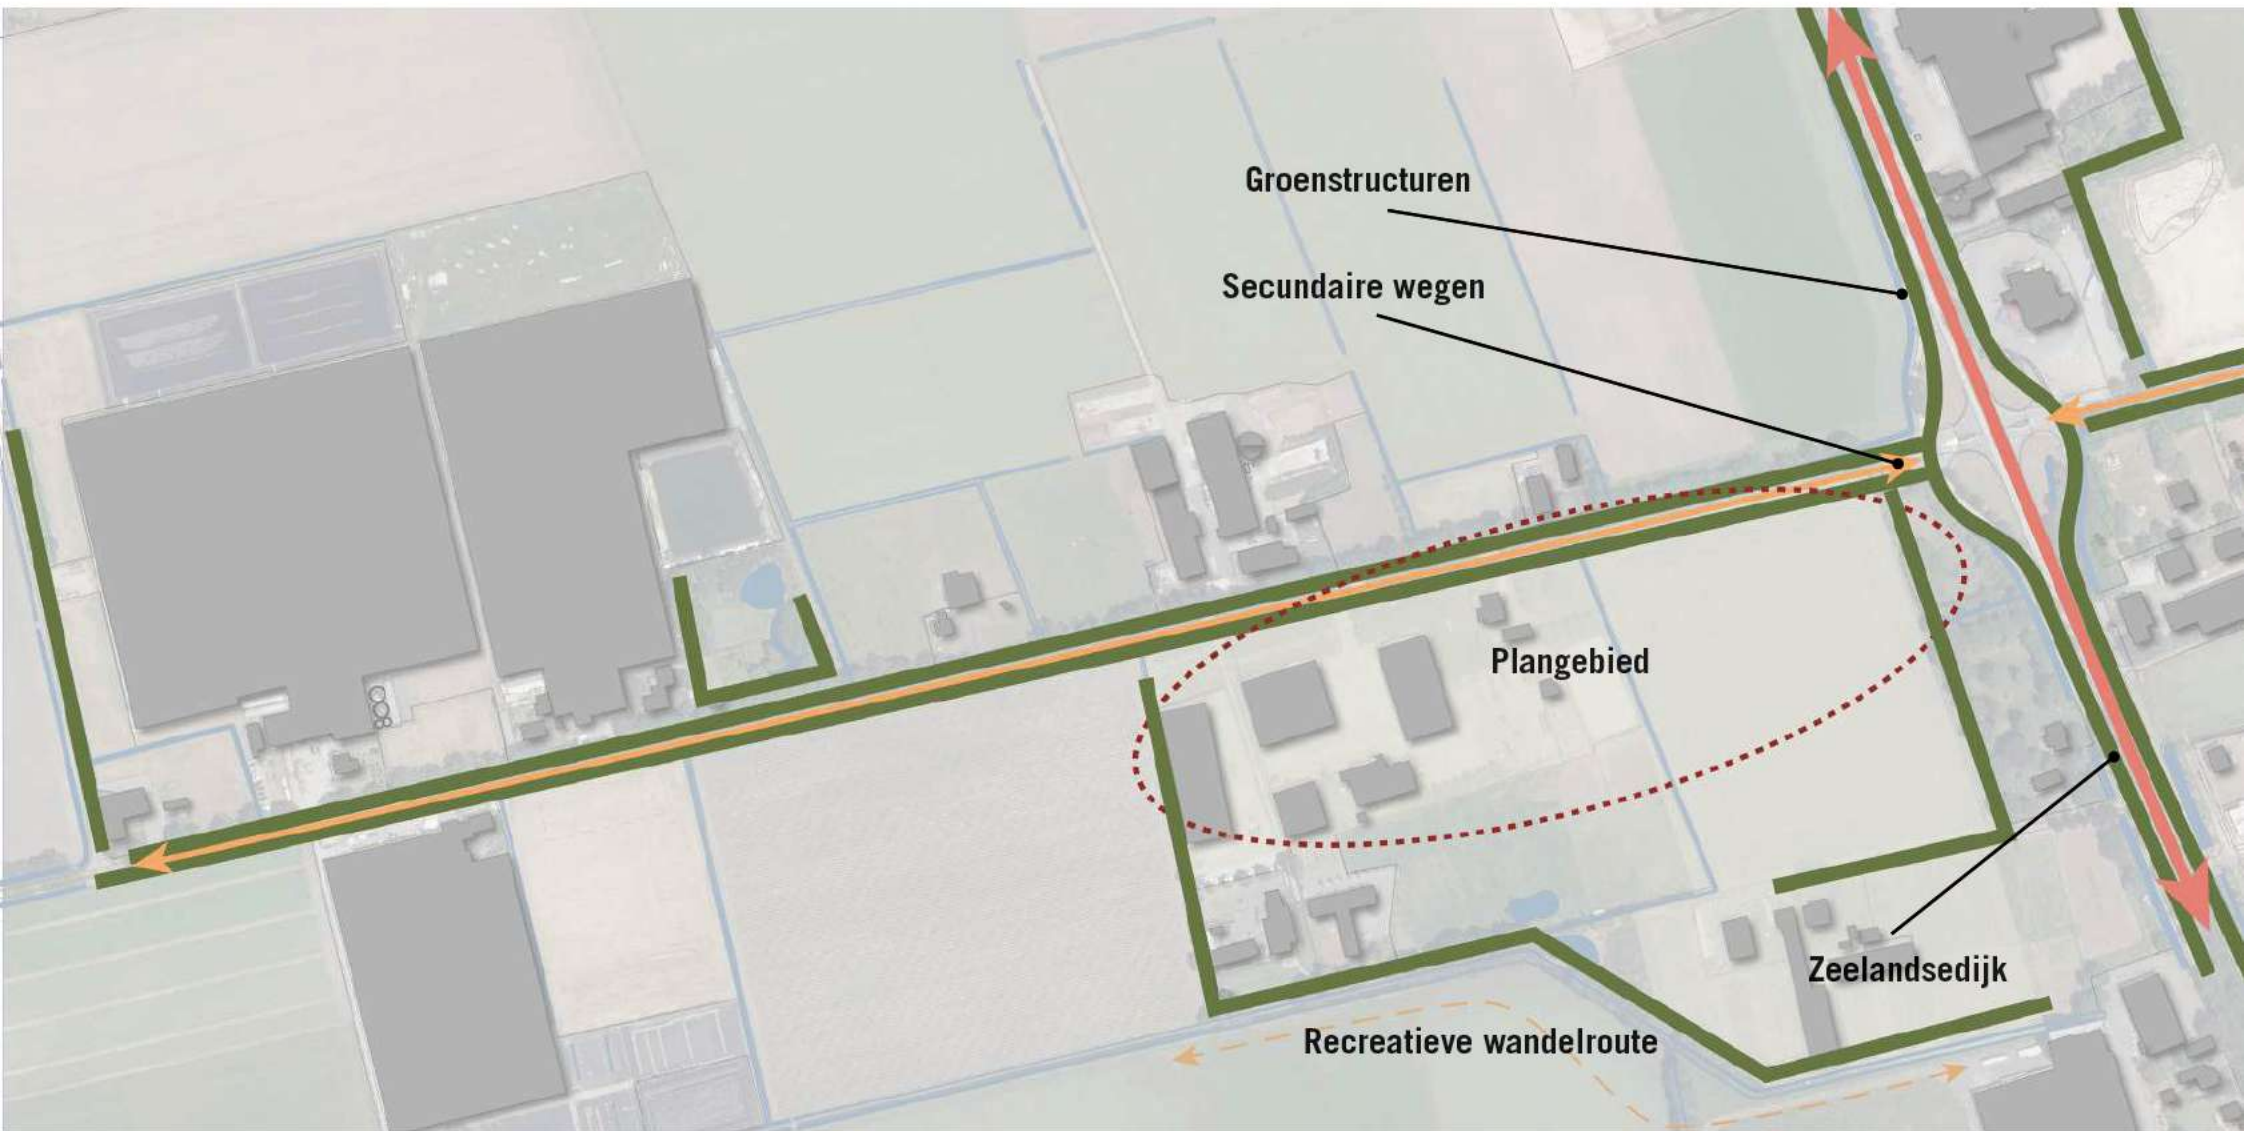 Groenstructuren
Secundaire wegen
Plangebied
Zeelandsedijk
Recreatieve wandelroute